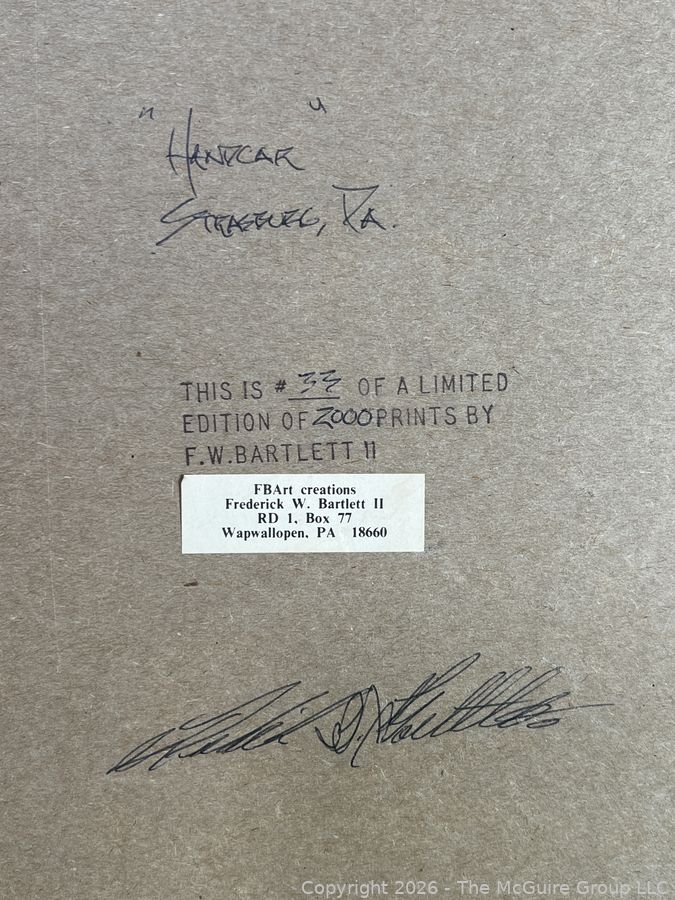 "HANDCAR"
STRASBURG, PA.
THIS IS # 33 OF A LIMITED
EDITION OF 2000 PRINTS BY
F.W.BARTLETT II
FBArt creations
Frederick W. Bartlett II
RD 1, Box 77
Wapwallopen, PA 18660
Copyright 2026 - The McGuire Group LLC